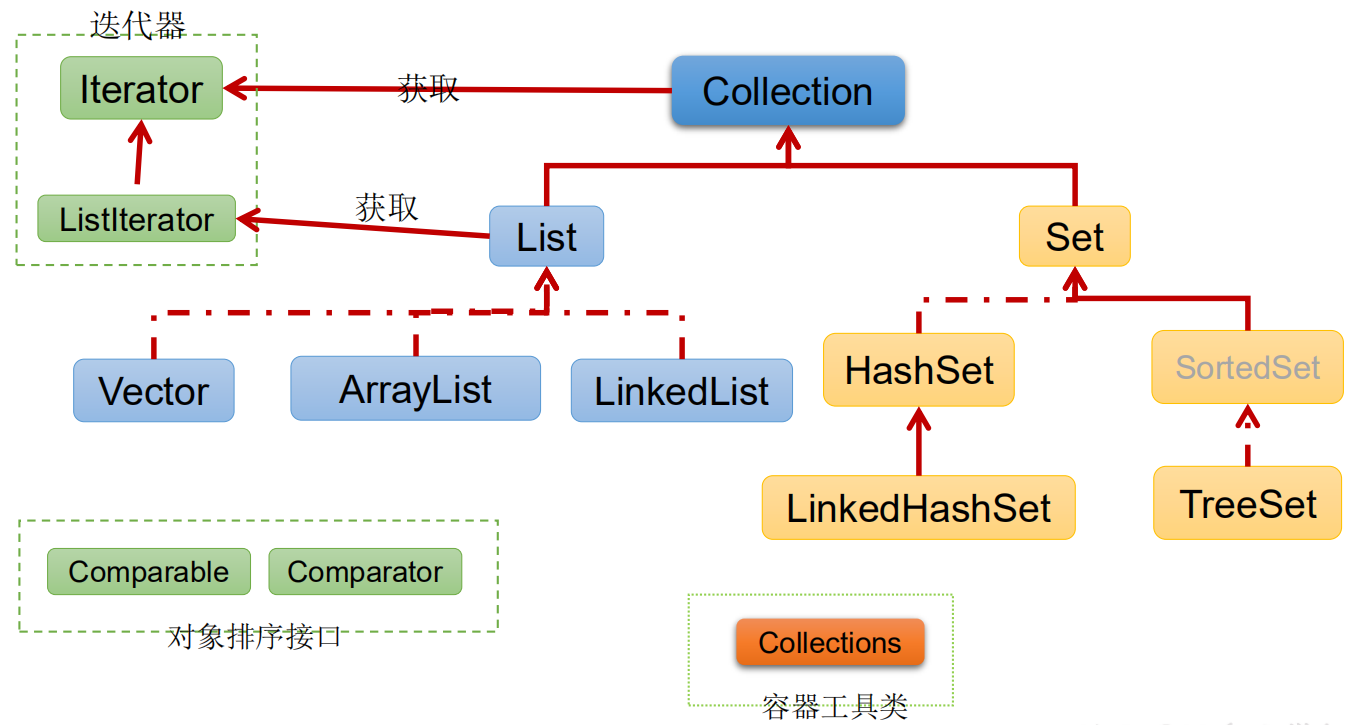 迭代器
Iterator
获取
Collection
ListIterator
获取
List
Set
Vector
ArrayList
LinkedList
HashSet
SortedSet
LinkedHashSet
TreeSet
Comparable
Comparator
对象排序接口
Collections
容器工具类